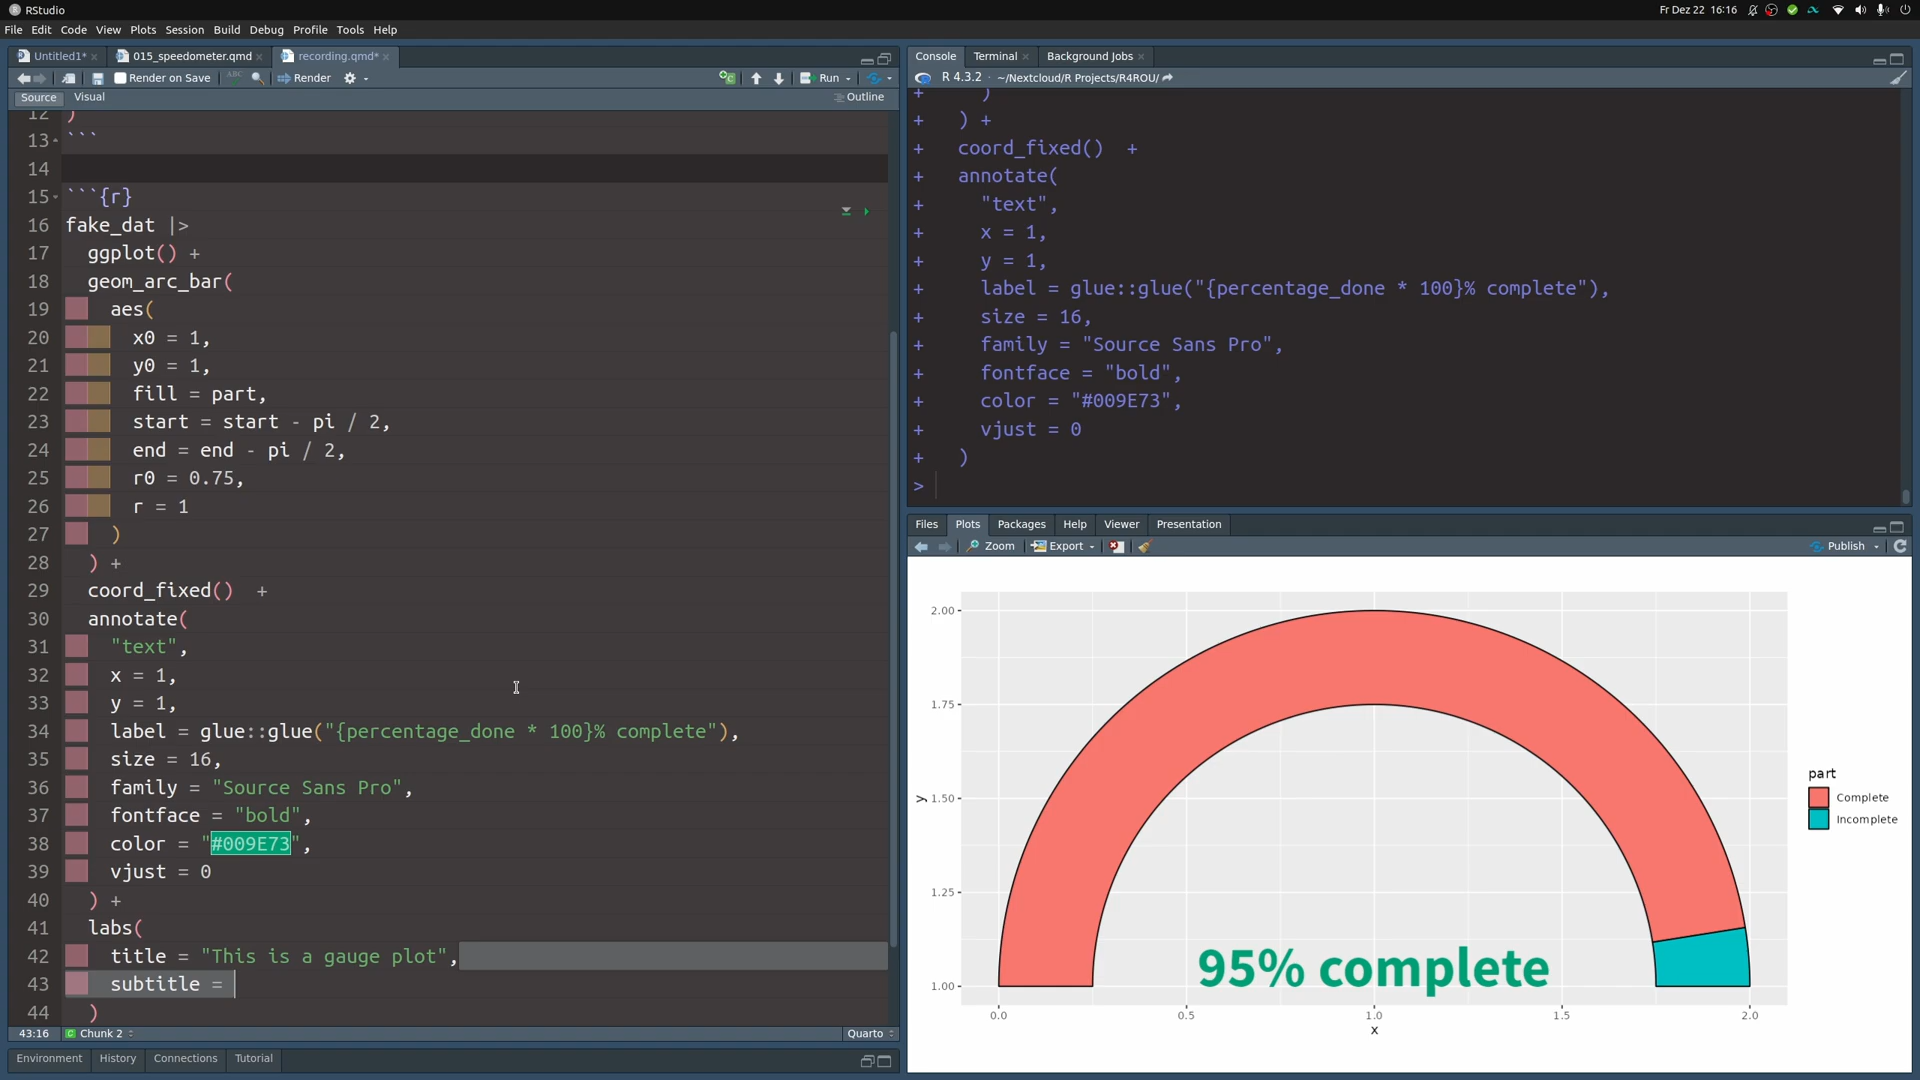 RStudio
Fr Dez 22 16:16
File Edit Code View Plots Session Build Debug Profile Tools Help
Untitled1* 015_speedometer.qmd recording.qmd*
Render on Save ABC Render Run
Source Visual Outline
12 )
13 ```
14
15 ```{r}
16 fake_dat |>
17 ggplot() +
18 geom_arc_bar(
19 aes(
20 x0 = 1,
21 y0 = 1,
22 fill = part,
23 start = start - pi / 2,
24 end = end - pi / 2,
25 r0 = 0.75,
26 r = 1
27 )
28 ) +
29 coord_fixed()  +
30 annotate(
31 "text",
32 x = 1,
33 y = 1,
34 label = glue::glue("{percentage_done * 100}% complete"),
35 size = 16,
36 family = "Source Sans Pro",
37 fontface = "bold",
38 color = "#009E73",
39 vjust = 0
40 ) +
41 labs(
42 title = "This is a gauge plot",
43 subtitle =
44 )
43:16 Chunk 2 Quarto
Environment History Connections Tutorial
Console Terminal Background Jobs
R 4.3.2 · ~/Nextcloud/R Projects/R4ROU/
+ )
+ ) +
+ coord_fixed()  +
+ annotate(
+ "text",
+ x = 1,
+ y = 1,
+ label = glue::glue("{percentage_done * 100}% complete"),
+ size = 16,
+ family = "Source Sans Pro",
+ fontface = "bold",
+ color = "#009E73",
+ vjust = 0
+ )
>
Files Plots Packages Help Viewer Presentation
Zoom Export Publish
2.00
1.75
1.50
1.25
1.00
y
95% complete
0.0 0.5 1.0 1.5 2.0
x
part
Complete
Incomplete